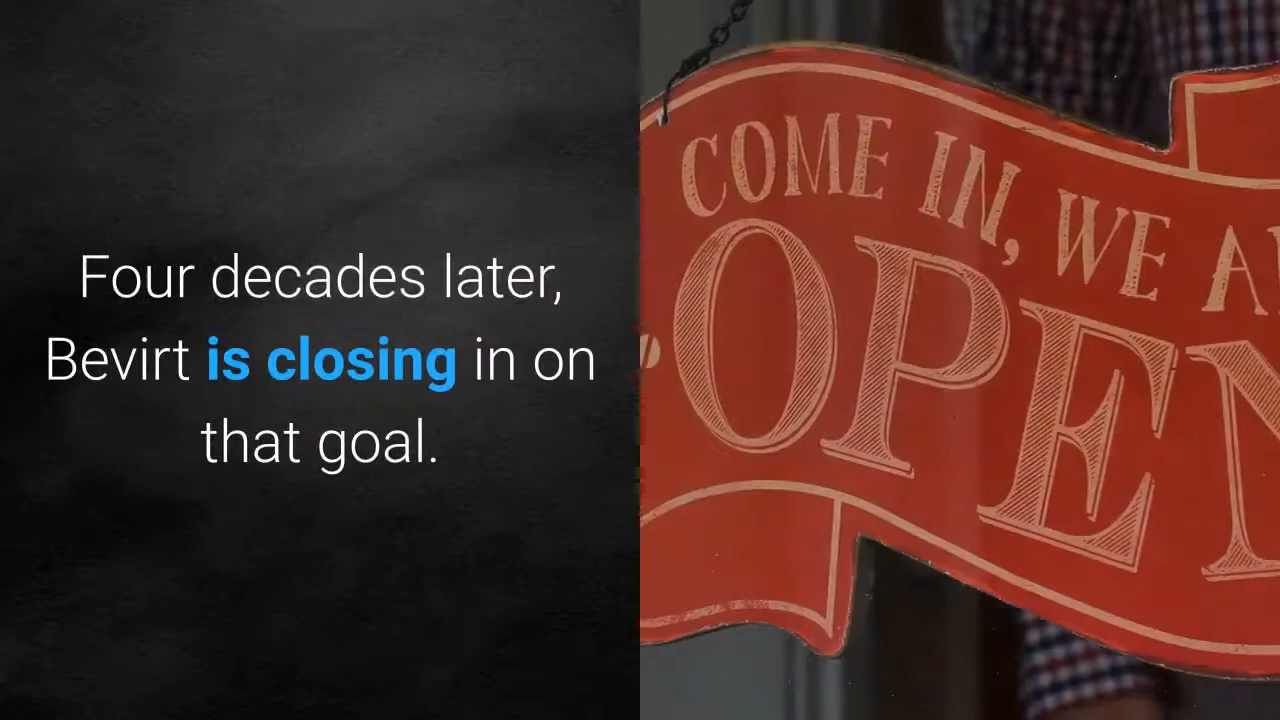 Four decades later,
Bevirt is closing in on
that goal.
COME IN, WE
OPEN